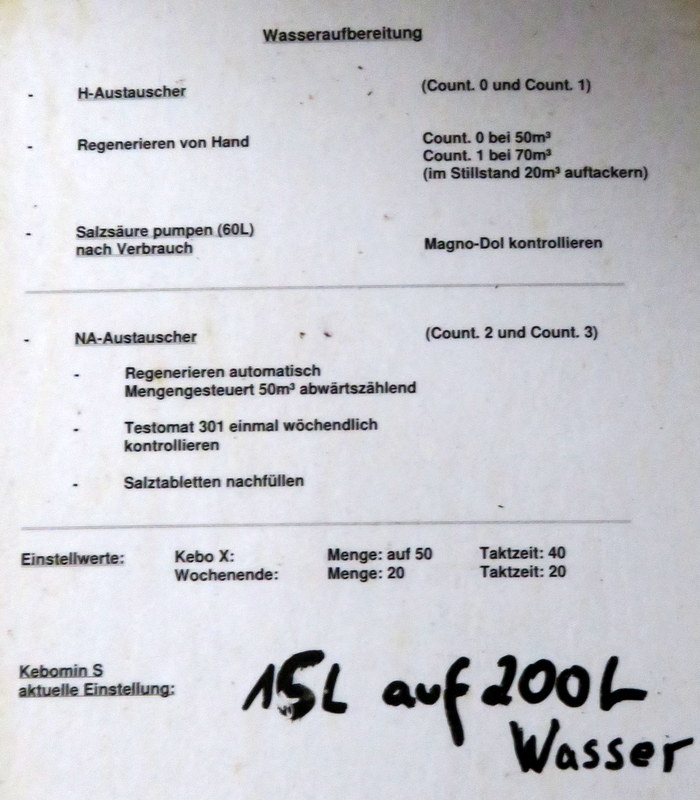 Wasseraufbereitung
- H-Austauscher (Count. 0 und Count. 1)
- Regenerieren von Hand Count. 0 bei 50m³
Count. 1 bei 70m³
(im Stillstand 20m³ auftackern)
- Salzsäure pumpen (60L)
nach Verbrauch Magno-Dol kontrollieren
- NA-Austauscher (Count. 2 und Count. 3)
- Regenerieren automatisch
Mengengesteuert 50m³ abwärtszählend
- Testomat 301 einmal wöchendlich
kontrollieren
- Salztabletten nachfüllen
Einstellwerte: Kebo X: Menge: auf 50 Taktzeit: 40
Wochenende: Menge: 20 Taktzeit: 20
Kebomin S
aktuelle Einstellung: 15L auf 200L
Wasser